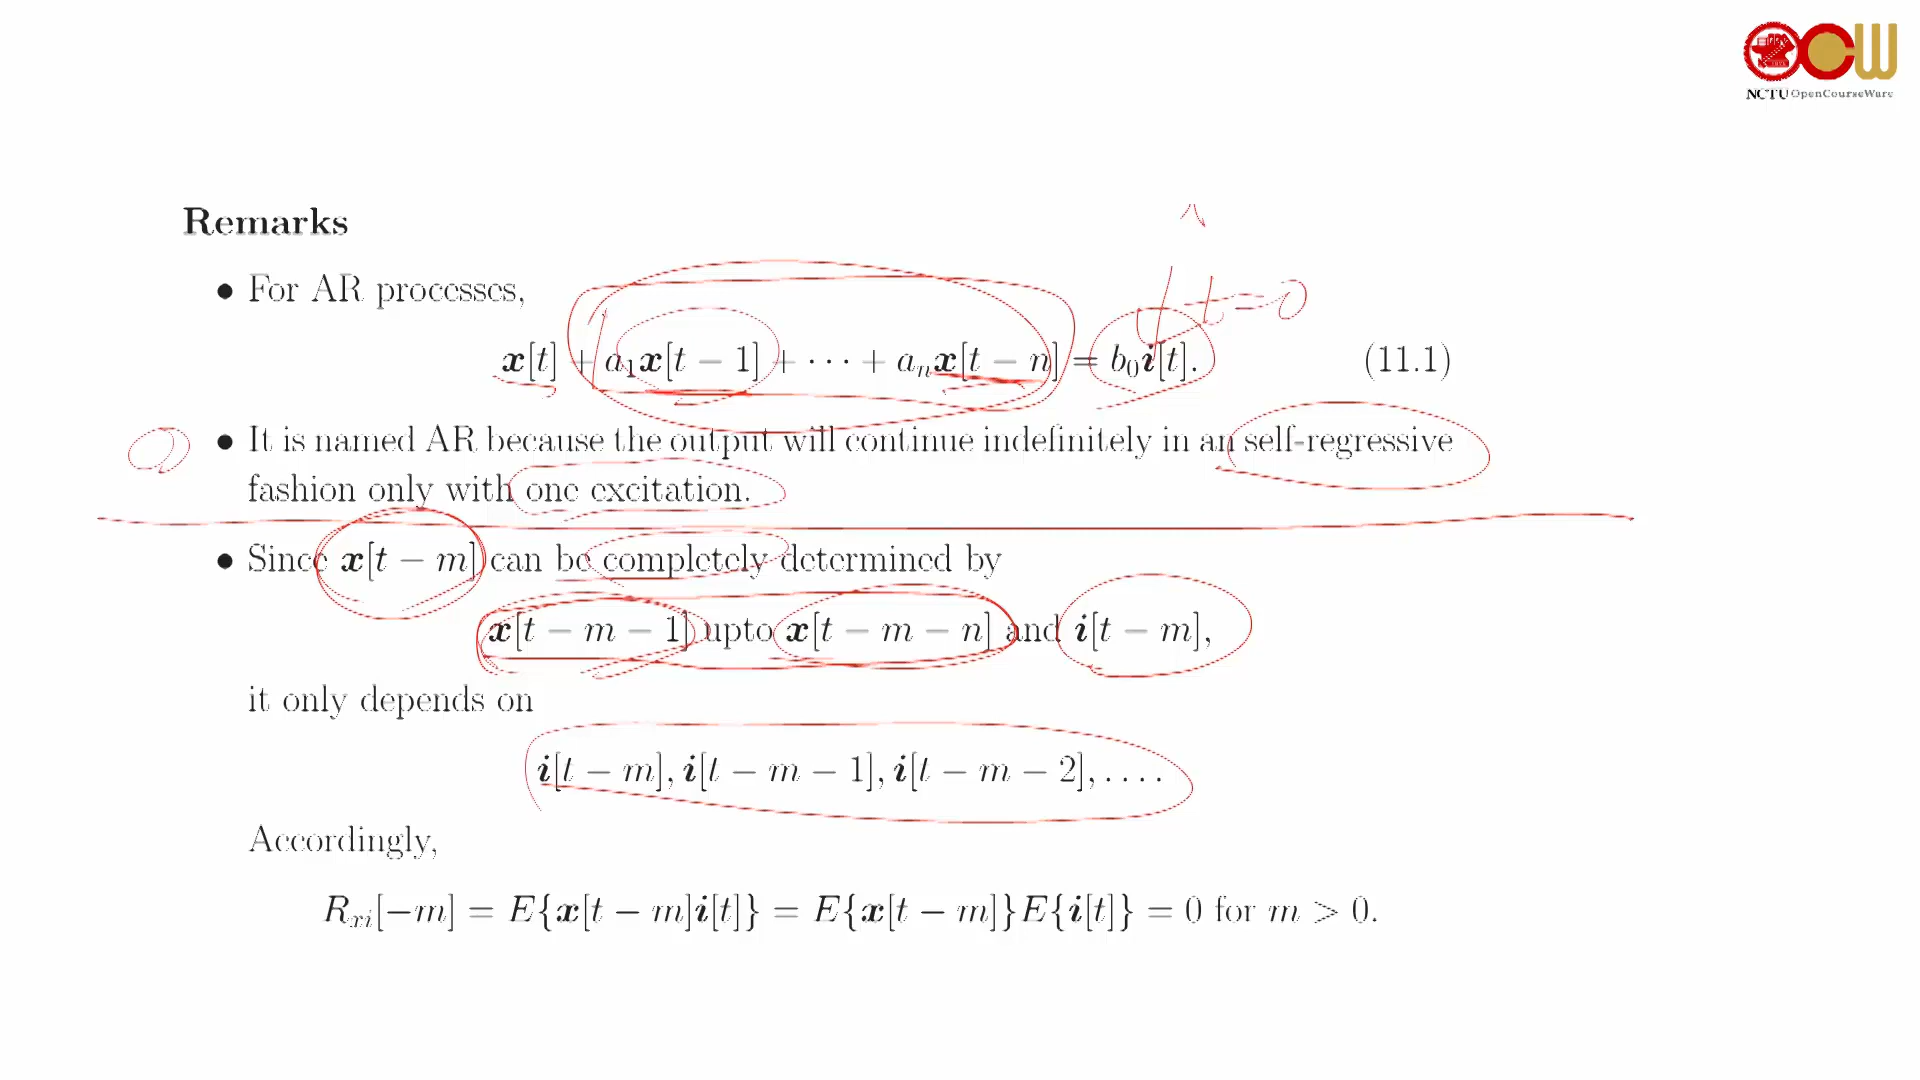 NCTU OpenCourseWare
Remarks
• For AR processes,
t=0
x[t] + a₁x[t − 1] + ··· + aₙx[t − n] = b₀i[t]. (11.1)
• It is named AR because the output will continue indefinitely in an self-regressive
fashion only with one excitation.
• Since x[t − m] can be completely determined by
x[t − m − 1] upto x[t − m − n] and i[t − m],
it only depends on
i[t − m], i[t − m − 1], i[t − m − 2], . . . .
Accordingly,
Rₓᵢ[−m] = E{x[t − m]i[t]} = E{x[t − m]}E{i[t]} = 0 for m > 0.